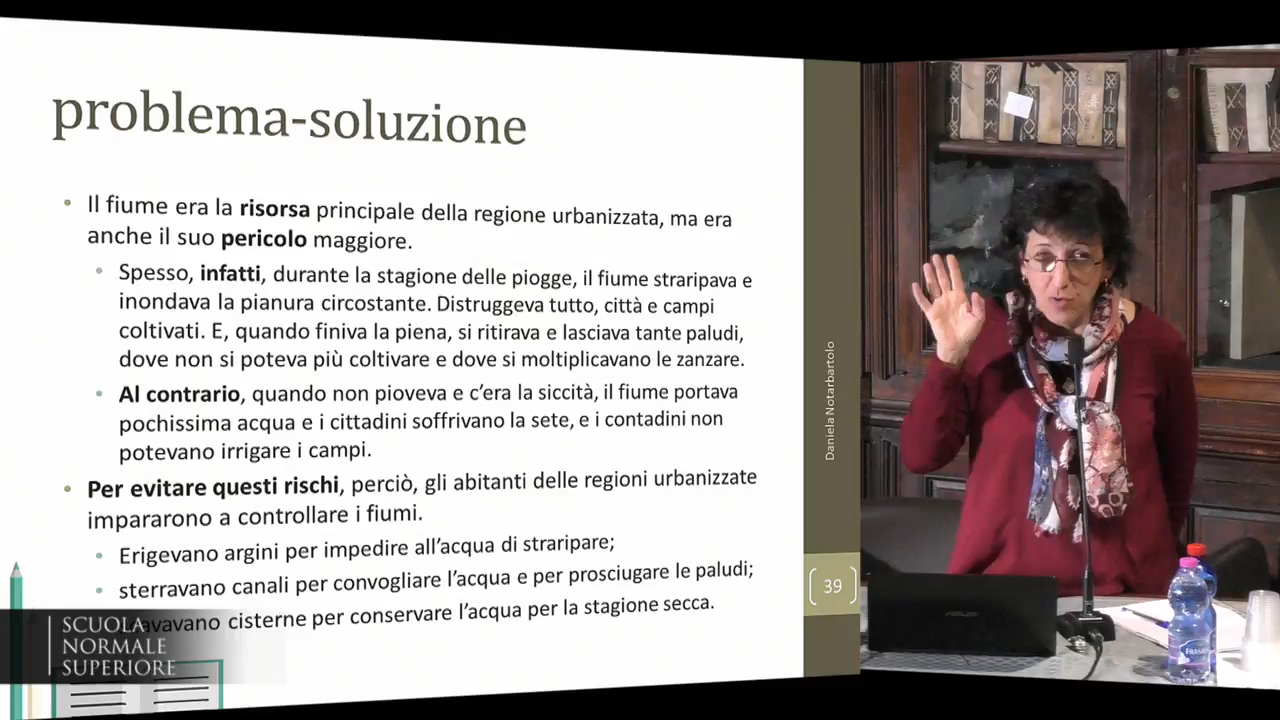 problema-soluzione
• Il fiume era la risorsa principale della regione urbanizzata, ma era
anche il suo pericolo maggiore.
• Spesso, infatti, durante la stagione delle piogge, il fiume straripava e
inondava la pianura circostante. Distruggeva tutto, città e campi
coltivati. E, quando finiva la piena, si ritirava e lasciava tante paludi,
dove non si poteva più coltivare e dove si moltiplicavano le zanzare.
• Al contrario, quando non pioveva e c’era la siccità, il fiume portava
pochissima acqua e i cittadini soffrivano la sete, e i contadini non
potevano irrigare i campi.
• Per evitare questi rischi, perciò, gli abitanti delle regioni urbanizzate
impararono a controllare i fiumi.
• Erigevano argini per impedire all’acqua di straripare;
• sterravano canali per convogliare l’acqua e per prosciugare le paludi;
cisterne per conservare l’acqua per la stagione secca.
Daniela Notarbartolo
39
SCUOLA
NORMALE
SUPERIORE
ASUS